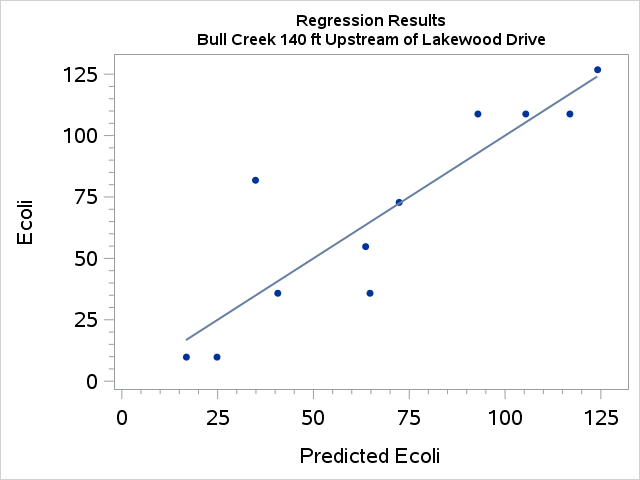 Regression Results
Bull Creek 140 ft Upstream of Lakewood Drive
125
100
75
50
25
0
Ecoli
0 25 50 75 100 125
Predicted Ecoli